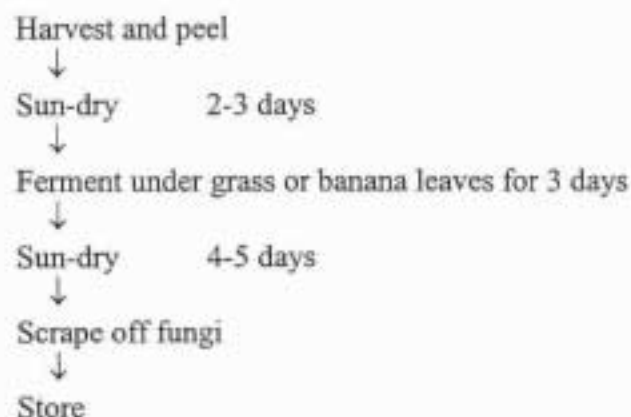 Harvest and peel
↓
Sun-dry 2-3 days
↓
Ferment under grass or banana leaves for 3 days
↓
Sun-dry 4-5 days
↓
Scrape off fungi
↓
Store